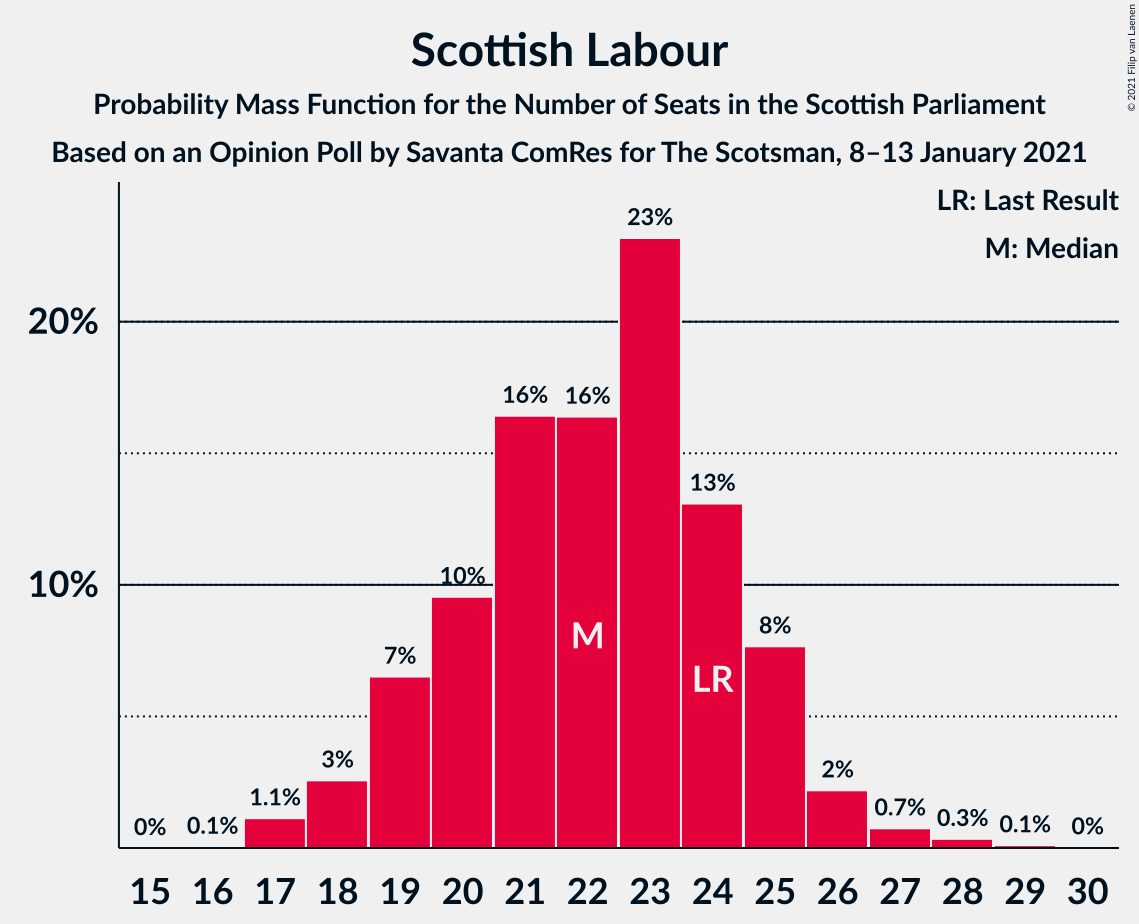 Scottish Labour
Probability Mass Function for the Number of Seats in the Scottish Parliament
Based on an Opinion Poll by Savanta ComRes for The Scotsman, 8–13 January 2021
© 2021 Filip van Laenen
LR: Last Result
M: Median
23%
20%
16% 16%
13%
10%
10%
M
8%
7%
LR
3%
2%
1.1%
0.7%
0.3%
0% 0.1% 0.1% 0%
15 16 17 18 19 20 21 22 23 24 25 26 27 28 29 30